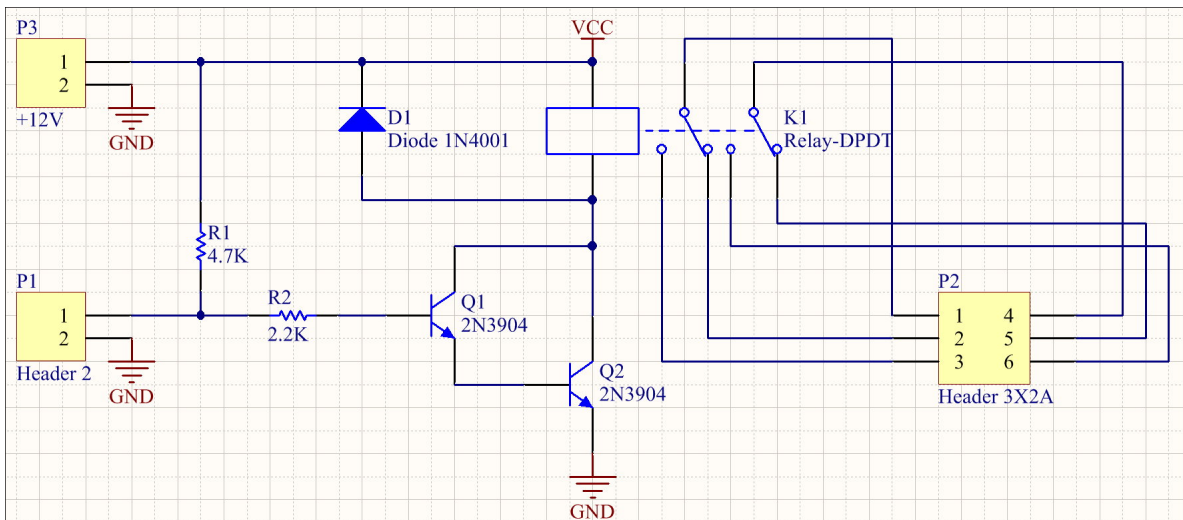 P3
1
2
+12V
GND
VCC
D1
Diode 1N4001
K1
Relay-DPDT
R1
4.7K
P1
1
2
Header 2
GND
R2
2.2K
Q1
2N3904
Q2
2N3904
GND
P2
1 4
2 5
3 6
Header 3X2A